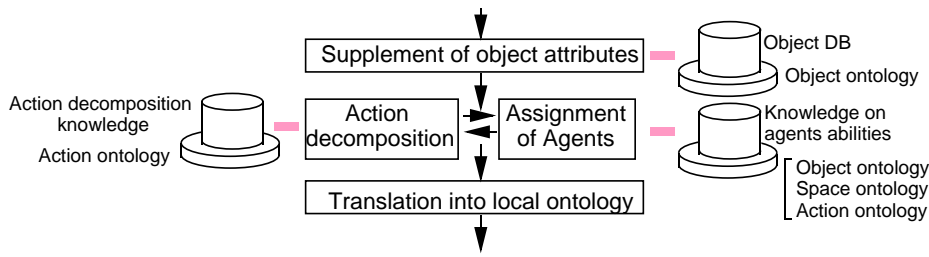 Supplement of object attributes
Object DB
Object ontology
Action decomposition
knowledge
Action ontology
Action
decomposition
Assignment
of Agents
Knowledge on
agents abilities
Object ontology
Space ontology
Action ontology
Translation into local ontology